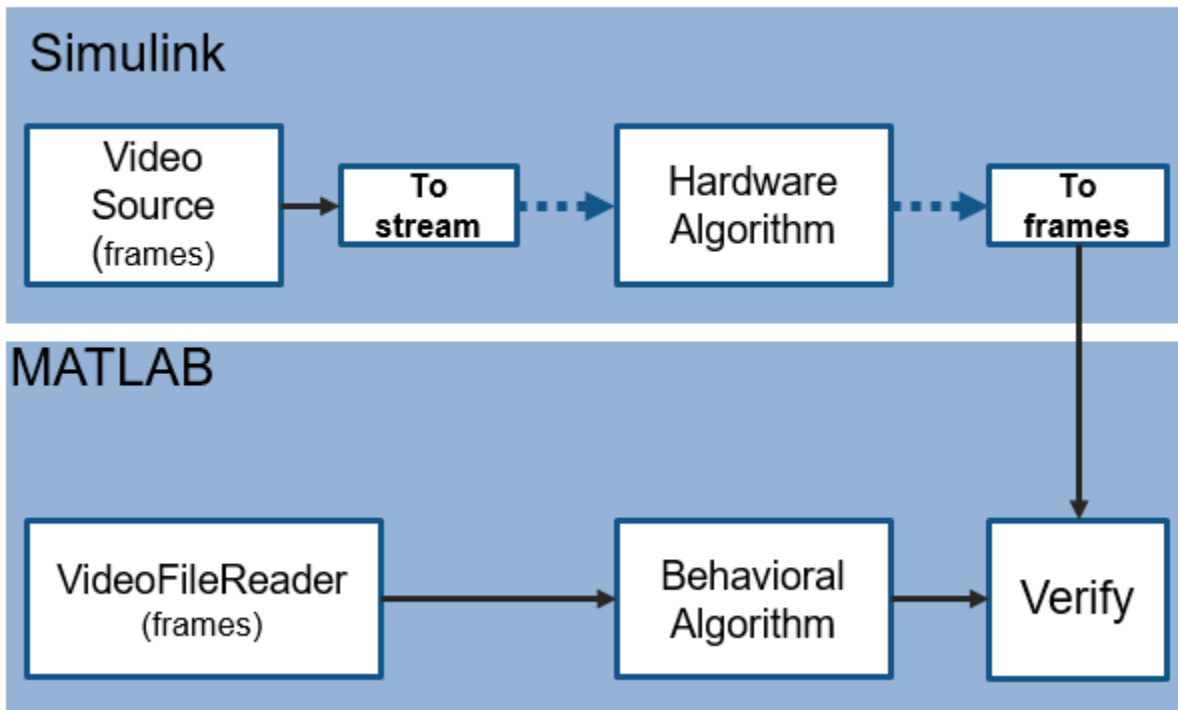 Simulink
Video
Source
(frames)
To
stream
Hardware
Algorithm
To
frames
MATLAB
VideoFileReader
(frames)
Behavioral
Algorithm
Verify